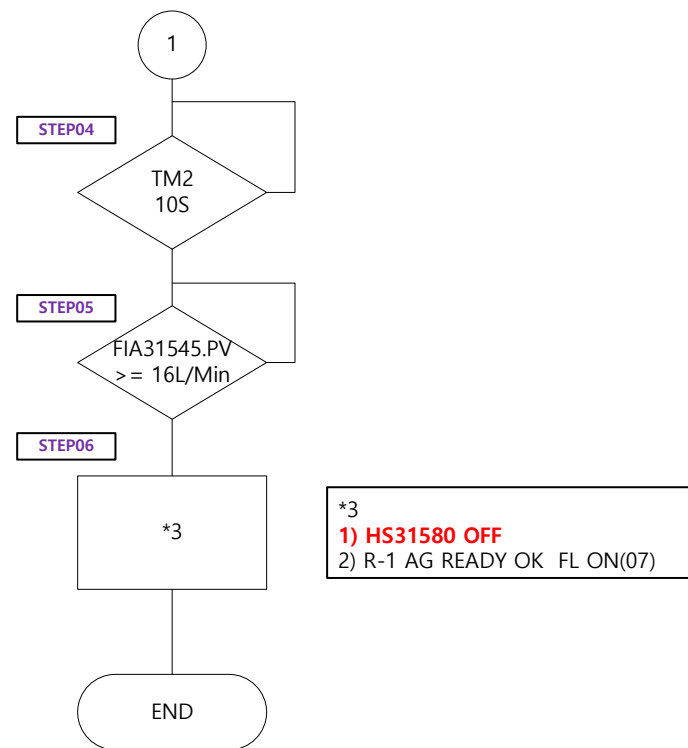 1
STEP04
TM2
10S
STEP05
FIA31545.PV
>= 16L/Min
STEP06
*3
*3
1) HS31580 OFF
2) R-1 AG READY OK FL ON(07)
END